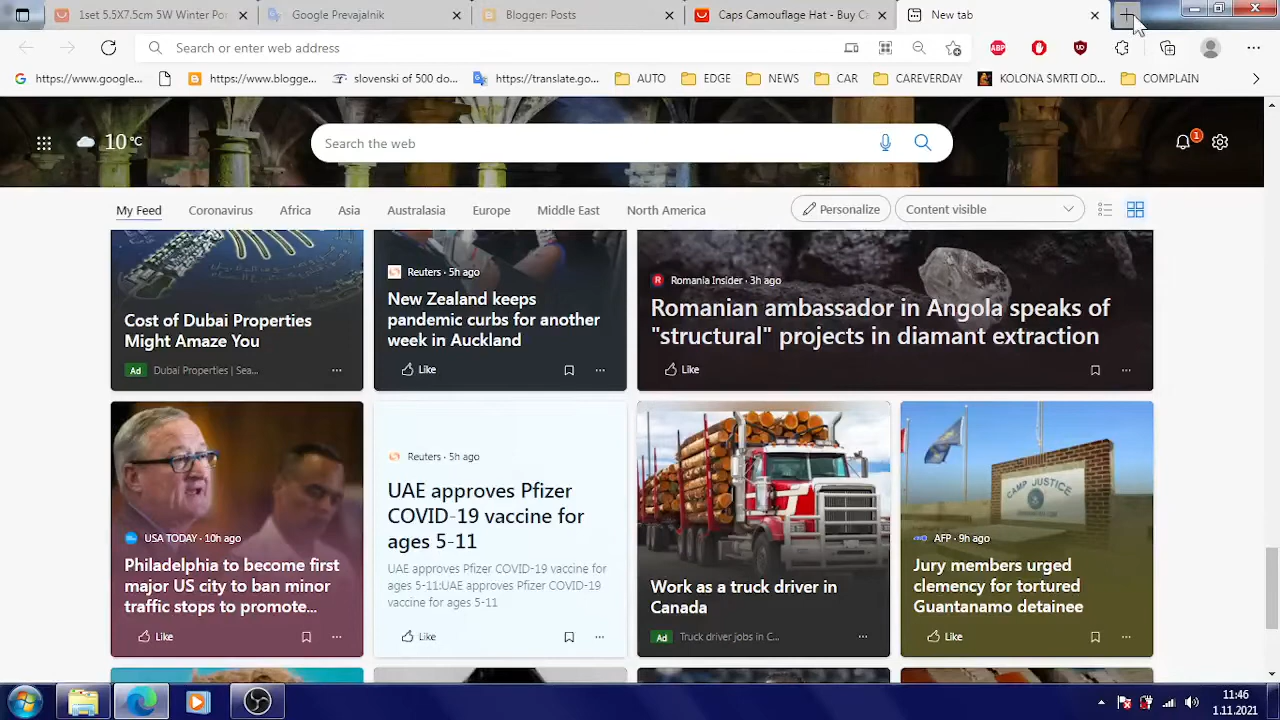 1set 5.5X7.5cm 5W Winter Po
Google Prevajalnik
Blogger: Spisi
Caps Camouflage Hat - Buy C
New tab
Search or enter web address
ABP
https://www.google...
https://www.blogge...
slovenski of 500 do...
https://translate.go...
AUTO
EDGE
NEWS
CAR
CAREVERDAY
KOLONA SMRTI OD...
COMPLAIN
10 °C
Search the web
1
My Feed
Coronavirus
Africa
Asia
Australasia
Europe
Middle East
North America
Personalize
Content visible
Cost of Dubai Properties
Might Amaze You
Ad Dubai Properties | Sea...
Reuters · 5h ago
New Zealand keeps
pandemic curbs for another
week in Auckland
Like
R Romania Insider · 3h ago
Romanian ambassador in Angola speaks of
"structural" projects in diamant extraction
Like
USA TODAY · 10h ago
Philadelphia to become first
major US city to ban minor
traffic stops to promote...
Like
Reuters · 5h ago
UAE approves Pfizer
COVID-19 vaccine for
ages 5-11
UAE approves Pfizer COVID-19 vaccine for
ages 5-11:UAE approves Pfizer COVID-19
vaccine for ages 5-11
Like
Work as a truck driver in
Canada
Ad Truck driver jobs in C...
CAMP JUSTICE
AFP · 9h ago
Jury members urged
clemency for tortured
Guantanamo detainee
Like
11:46
1.11.2021